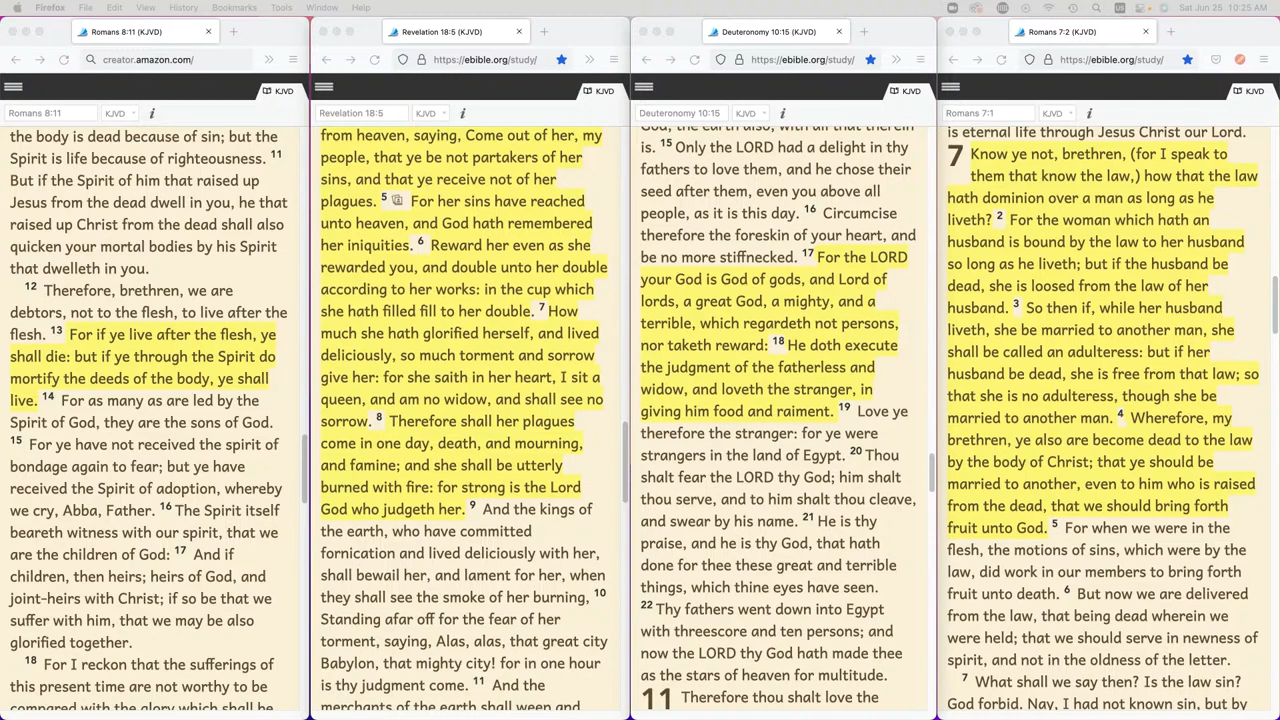 Firefox File Edit View History Bookmarks Tools Window Help
Sat Jun 25 10:25 AM
Romans 8:11 (KJVD)
creator.amazon.com/
KJVD
Romans 8:11 KJVD
the body is dead because of sin; but the
Spirit is life because of righteousness. 11
But if the Spirit of him that raised up
Jesus from the dead dwell in you, he that
raised up Christ from the dead shall also
quicken your mortal bodies by his Spirit
that dwelleth in you.
12 Therefore, brethren, we are
debtors, not to the flesh, to live after the
flesh. 13 For if ye live after the flesh, ye
shall die: but if ye through the Spirit do
mortify the deeds of the body, ye shall
live. 14 For as many as are led by the
Spirit of God, they are the sons of God.
15 For ye have not received the spirit of
bondage again to fear; but ye have
received the Spirit of adoption, whereby
we cry, Abba, Father. 16 The Spirit itself
beareth witness with our spirit, that we
are the children of God: 17 And if
children, then heirs; heirs of God, and
joint-heirs with Christ; if so be that we
suffer with him, that we may be also
glorified together.
18 For I reckon that the sufferings of
this present time are not worthy to be
compared with the glory which shall be
Revelation 18:5 (KJVD)
https://ebible.org/study/
KJVD
Revelation 18:5 KJVD
from heaven, saying, Come out of her, my
people, that ye be not partakers of her
sins, and that ye receive not of her
plagues. 5 For her sins have reached
unto heaven, and God hath remembered
her iniquities. 6 Reward her even as she
rewarded you, and double unto her double
according to her works: in the cup which
she hath filled fill to her double. 7 How
much she hath glorified herself, and lived
deliciously, so much torment and sorrow
give her: for she saith in her heart, I sit a
queen, and am no widow, and shall see no
sorrow. 8 Therefore shall her plagues
come in one day, death, and mourning,
and famine; and she shall be utterly
burned with fire: for strong is the Lord
God who judgeth her. 9 And the kings of
the earth, who have committed
fornication and lived deliciously with her,
shall bewail her, and lament for her, when
they shall see the smoke of her burning, 10
Standing afar off for the fear of her
torment, saying, Alas, alas, that great city
Babylon, that mighty city! for in one hour
is thy judgment come. 11 And the
merchants of the earth shall weep and
Deuteronomy 10:15 (KJVD)
https://ebible.org/study/
KJVD
Deuteronomy 10:15 KJVD
God, the earth also, with all that therein
is. 15 Only the LORD had a delight in thy
fathers to love them, and he chose their
seed after them, even you above all
people, as it is this day. 16 Circumcise
therefore the foreskin of your heart, and
be no more stiffnecked. 17 For the LORD
your God is God of gods, and Lord of
lords, a great God, a mighty, and a
terrible, which regardeth not persons,
nor taketh reward: 18 He doth execute
the judgment of the fatherless and
widow, and loveth the stranger, in
giving him food and raiment. 19 Love ye
therefore the stranger: for ye were
strangers in the land of Egypt. 20 Thou
shalt fear the LORD thy God; him shalt
thou serve, and to him shalt thou cleave,
and swear by his name. 21 He is thy
praise, and he is thy God, that hath
done for thee these great and terrible
things, which thine eyes have seen.
22 Thy fathers went down into Egypt
with threescore and ten persons; and
now the LORD thy God hath made thee
as the stars of heaven for multitude.
11 Therefore thou shalt love the
Romans 7:2 (KJVD)
https://ebible.org/study/
KJVD
Romans 7:1 KJVD
is eternal life through Jesus Christ our Lord.
7 Know ye not, brethren, (for I speak to
them that know the law,) how that the law
hath dominion over a man as long as he
liveth? 2 For the woman which hath an
husband is bound by the law to her husband
so long as he liveth; but if the husband be
dead, she is loosed from the law of her
husband. 3 So then if, while her husband
liveth, she be married to another man, she
shall be called an adulteress: but if her
husband be dead, she is free from that law; so
that she is no adulteress, though she be
married to another man. 4 Wherefore, my
brethren, ye also are become dead to the law
by the body of Christ; that ye should be
married to another, even to him who is raised
from the dead, that we should bring forth
fruit unto God. 5 For when we were in the
flesh, the motions of sins, which were by the
law, did work in our members to bring forth
fruit unto death. 6 But now we are delivered
from the law, that being dead wherein we
were held; that we should serve in newness of
spirit, and not in the oldness of the letter.
7 What shall we say then? Is the law sin?
God forbid. Nay, I had not known sin, but by